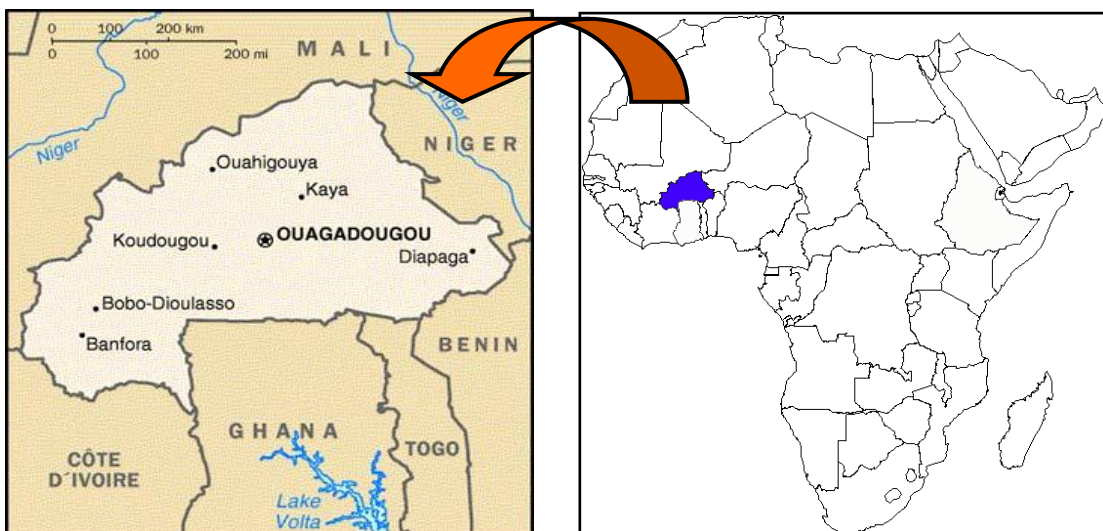 0 100 200 km
0 100 200 mi
MALI
Niger
Niger
NIGER
Ouahigouya
Kaya
Koudougou
OUAGADOUGOU
Diapaga
Bobo-Dioulasso
Banfora
BENIN
GHANA
TOGO
CÔTE
D´IVOIRE
Lake
Volta